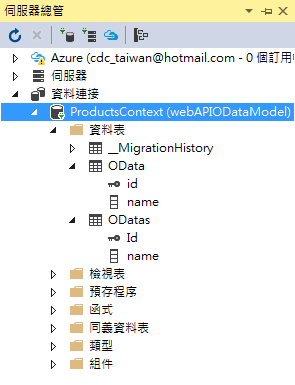 伺服器總管
Azure (cdc_taiwan@hotmail.com - 0 個訂用
伺服器
資料連接
ProductsContext (webAPIODataModel)
資料表
__MigrationHistory
OData
id
name
ODatas
Id
name
檢視表
預存程序
函式
同義資料表
類型
組件